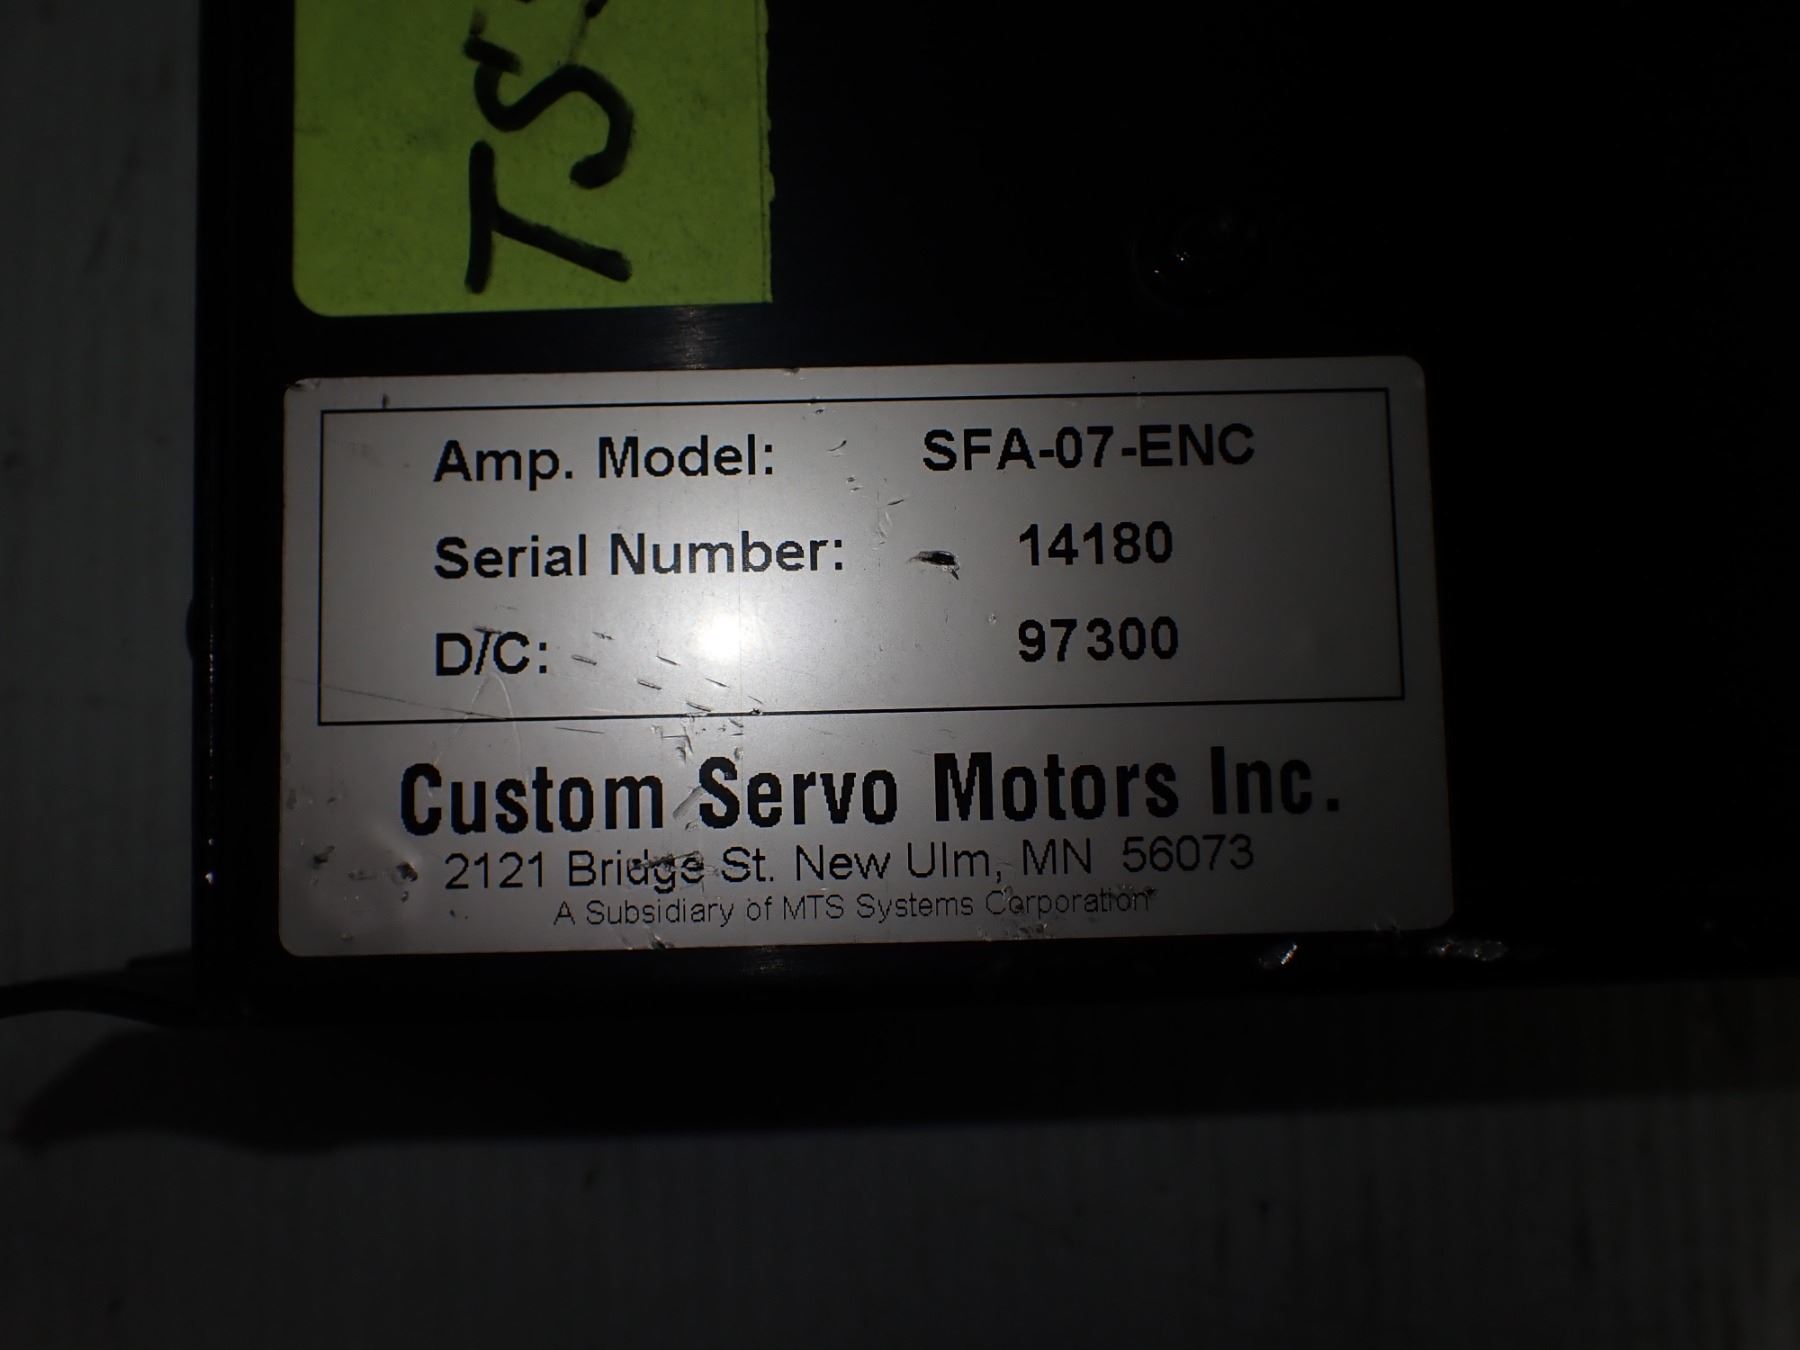 TS
Amp. Model: SFA-07-ENC
Serial Number: 14180
D/C: 97300
Custom Servo Motors Inc.
2121 Bridge St. New Ulm, MN 56073
A Subsidiary of MTS Systems Corporation